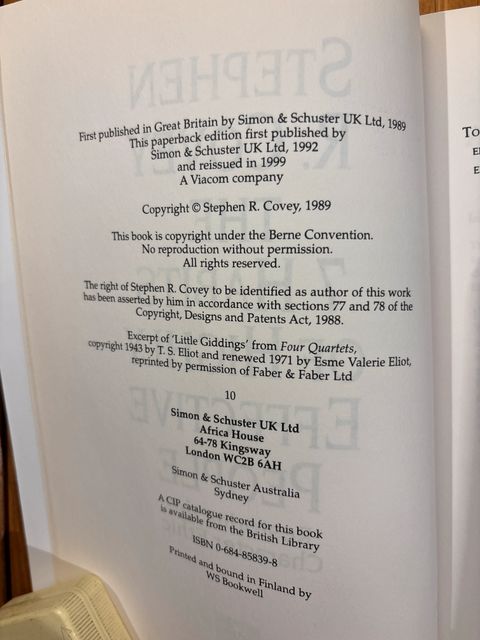 First published in Great Britain by Simon & Schuster UK Ltd, 1989
This paperback edition first published by
Simon & Schuster UK Ltd, 1992
and reissued in 1999
A Viacom company
Copyright © Stephen R. Covey, 1989
This book is copyright under the Berne Convention.
No reproduction without permission.
All rights reserved.
The right of Stephen R. Covey to be identified as author of this work
has been asserted by him in accordance with sections 77 and 78 of the
Copyright, Designs and Patents Act, 1988.
Excerpt of 'Little Giddings' from Four Quartets,
copyright 1943 by T. S. Eliot and renewed 1971 by Esme Valerie Eliot,
reprinted by permission of Faber & Faber Ltd
10
Simon & Schuster UK Ltd
Africa House
64-78 Kingsway
London WC2B 6AH
Simon & Schuster Australia
Sydney
A CIP catalogue record for this book
is available from the British Library
ISBN 0-684-85839-8
Printed and bound in Finland by
WS Bookwell
To